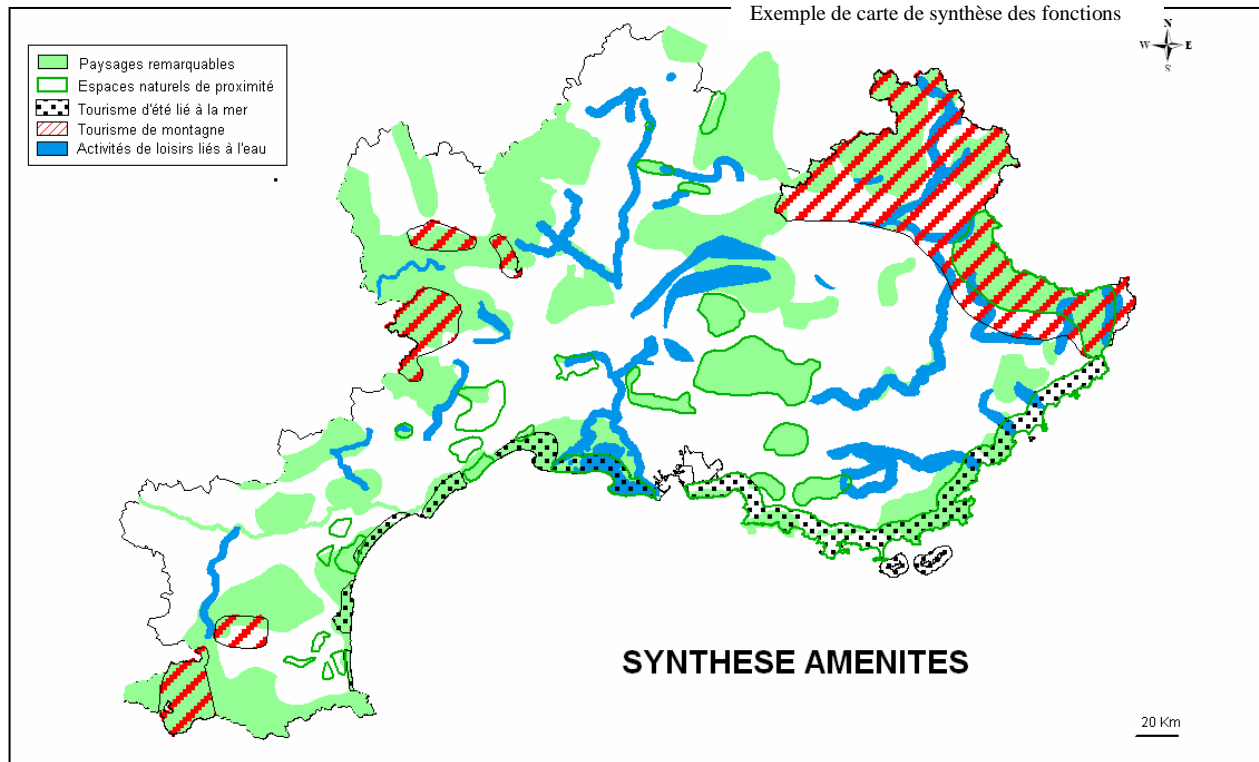 Exemple de carte de synthèse des fonctions
N
W E
S
Paysages remarquables
Espaces naturels de proximité
Tourisme d'été lié à la mer
Tourisme de montagne
Activités de loisirs liés à l'eau
SYNTHESE AMENITES
20 Km